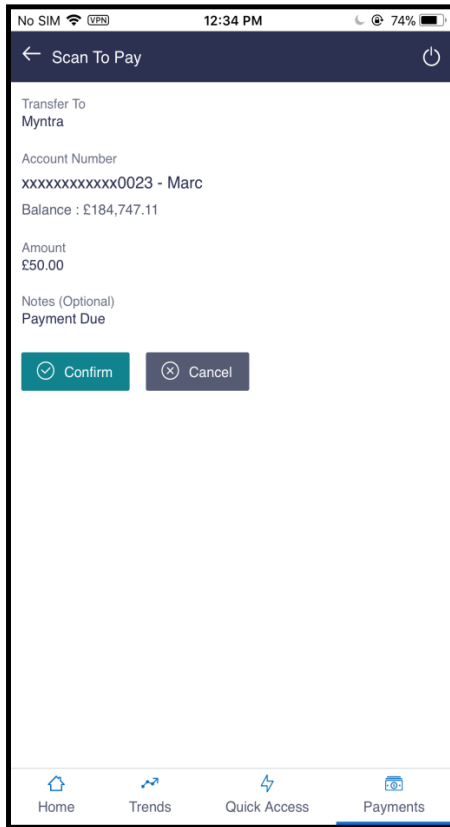 No SIM VPN 12:34 PM 74%
Scan To Pay
Transfer To
Myntra
Account Number
xxxxxxxxxxxx0023 - Marc
Balance : £184,747.11
Amount
£50.00
Notes (Optional)
Payment Due
Confirm Cancel
Home Trends Quick Access Payments